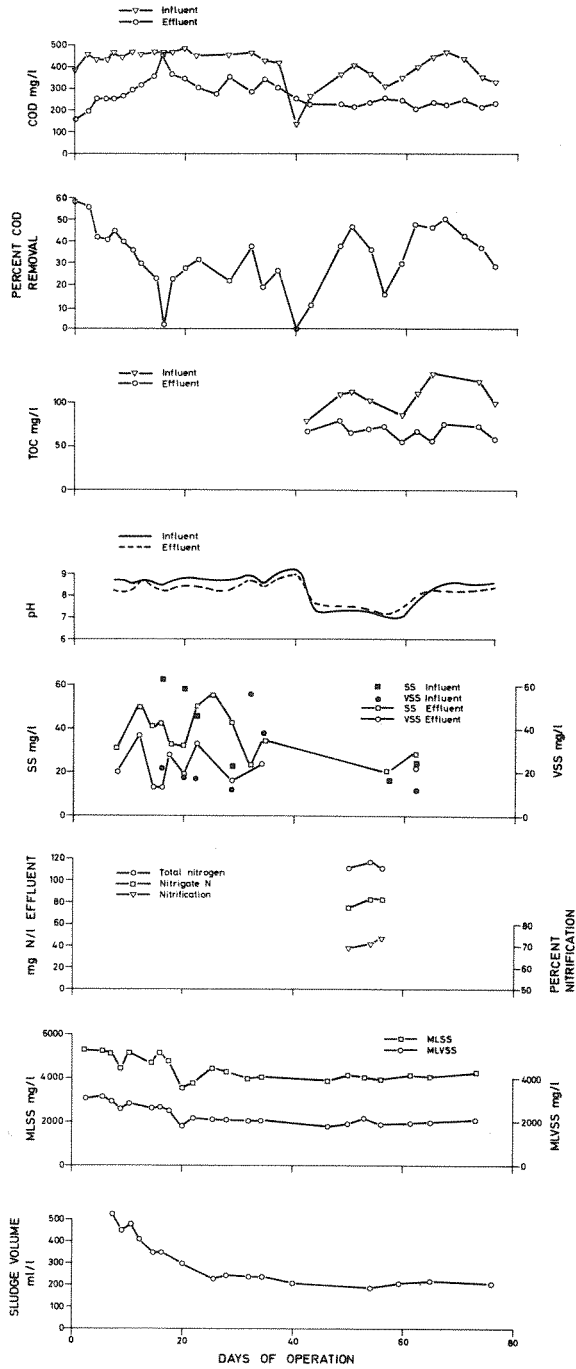 Influent
Effluent
500
400
300
200
100
0
COD mg/l
60
50
40
30
20
10
0
PERCENT COD
REMOVAL
Influent
Effluent
100
50
0
TOC mg/l
Influent
Effluent
9
8
7
6
pH
SS Influent
VSS Influent
SS Effluent
VSS Effluent
60
40
20
0
SS mg/l
60
40
20
0
VSS mg/l
Total nitrogen
Nitrigate N
Nitrification
120
100
80
60
40
20
0
mg N/l EFFLUENT
80
70
60
50
PERCENT
NITRIFICATION
MLSS
MLVSS
6000
4000
2000
0
MLSS mg/l
4000
2000
0
MLVSS mg/l
500
400
300
200
100
0
SLUDGE VOLUME
ml/l
0
20
40
60
80
DAYS OF OPERATION